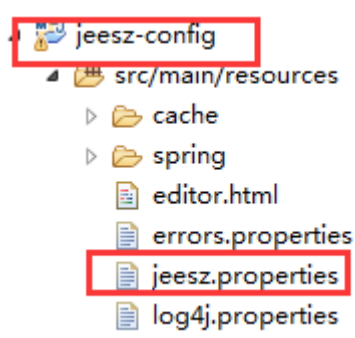 jeesz-config
src/main/resources
cache
spring
editor.html
errors.properties
jeesz.properties
log4j.properties